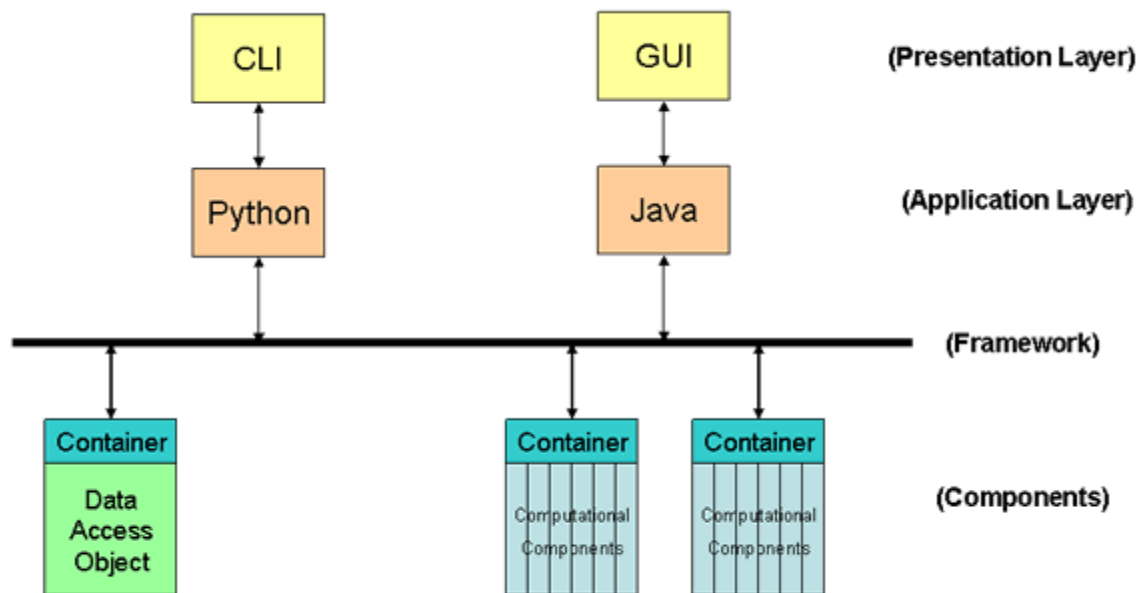 CLI
GUI
(Presentation Layer)
Python
Java
(Application Layer)
(Framework)
Container
Container
Container
Data
Access
Object
Computational
Components
Computational
Components
(Components)